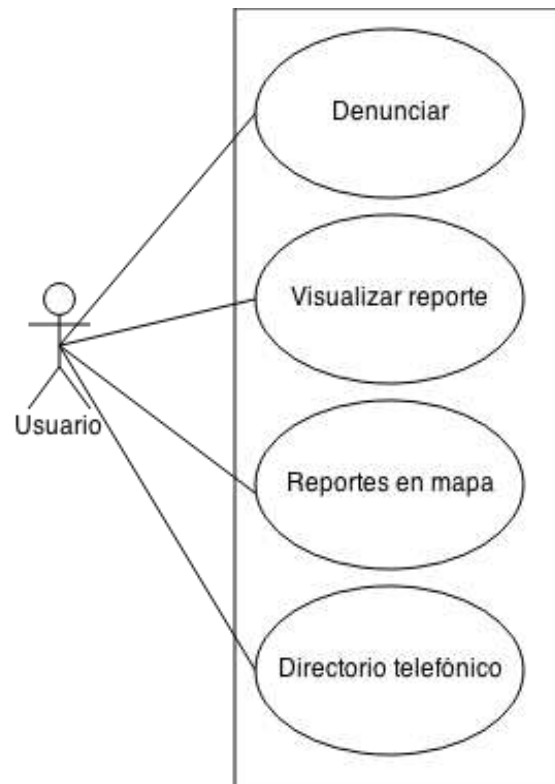 Denunciar
Visualizar reporte
Usuario
Reportes en mapa
Directorio telefónico